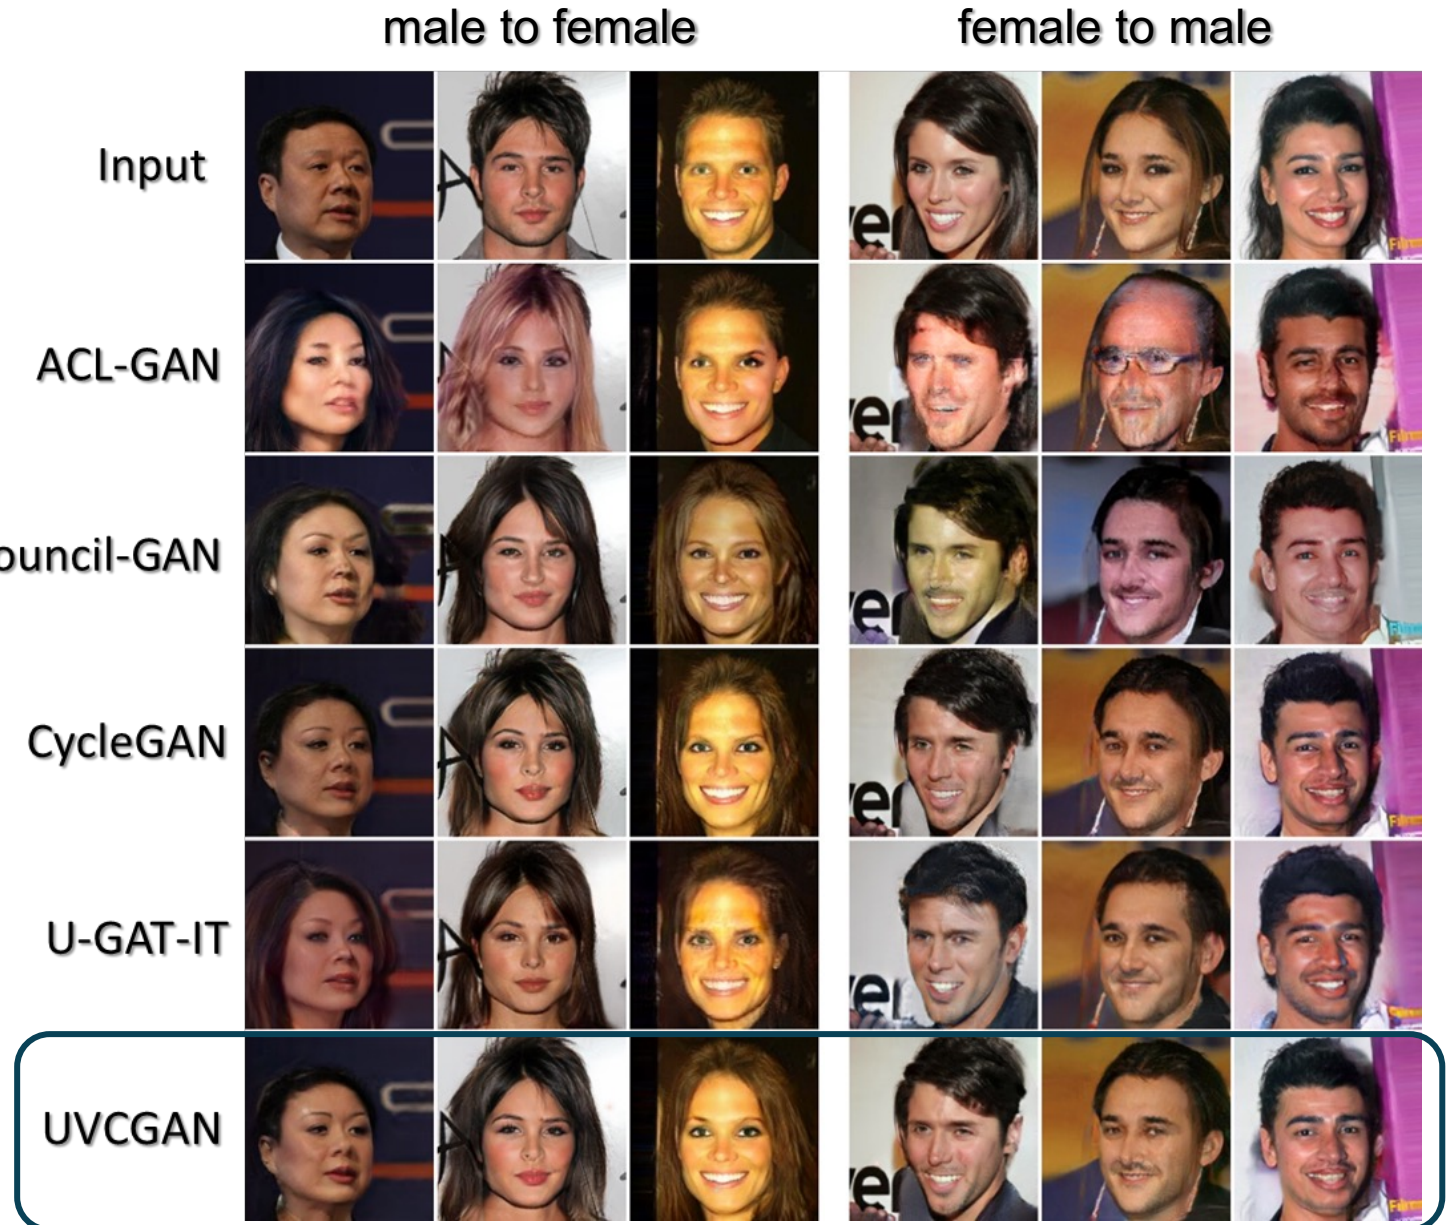 male to female female to male
Input
ACL-GAN
ouncil-GAN
CycleGAN
U-GAT-IT
UVCGAN